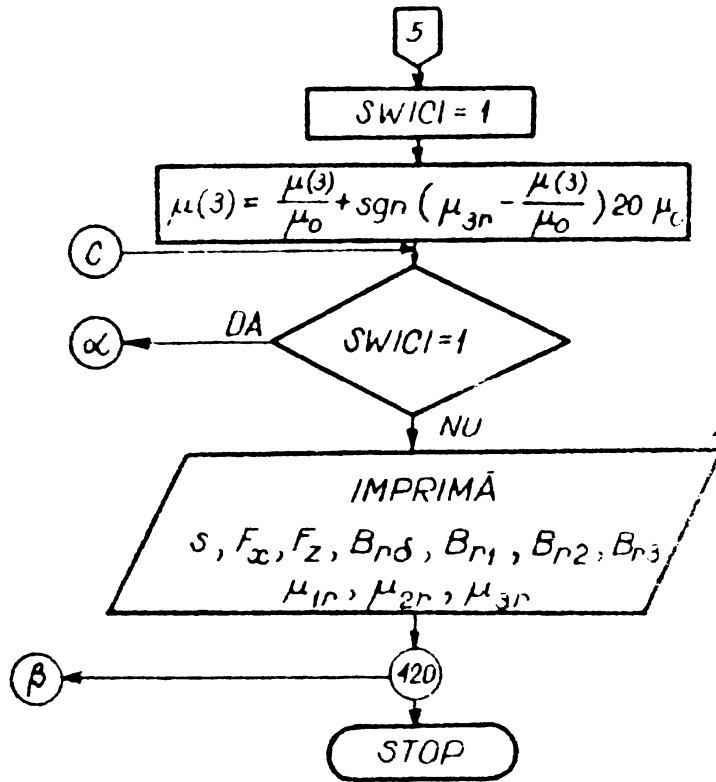 5
SWICI = 1
μ(3) = μ(3)/μ₀ + sgn (μ₃ᵣ - μ(3)/μ₀) 20 μ₀
C
α
DA
SWICI=1
NU
IMPRIMĂ
s, Fx, Fz, Brδ, Br1, Br2, Br3
μ1r, μ2r, μ3r
β
420
STOP